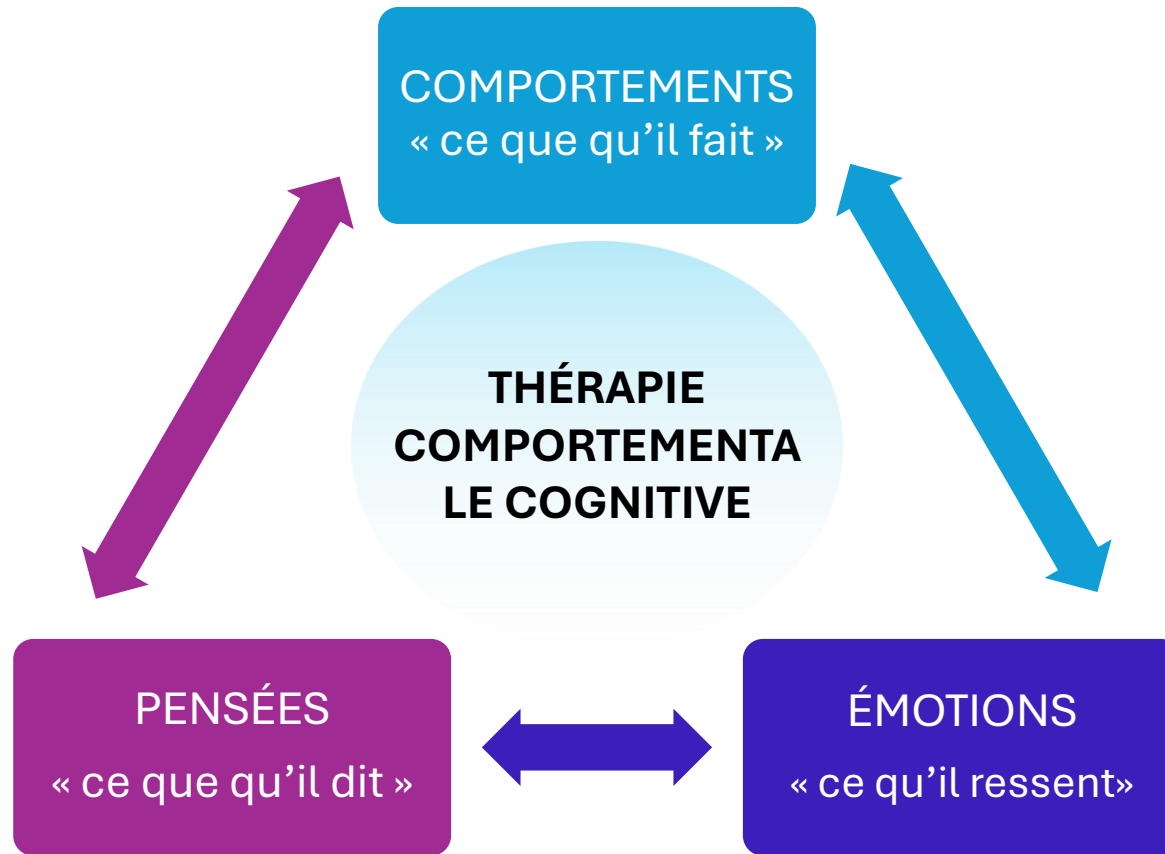 COMPORTEMENTS
« ce que qu’il fait »
THÉRAPIE
COMPORTEMENTA
LE COGNITIVE
PENSÉES
« ce que qu’il dit »
ÉMOTIONS
« ce qu’il ressent»